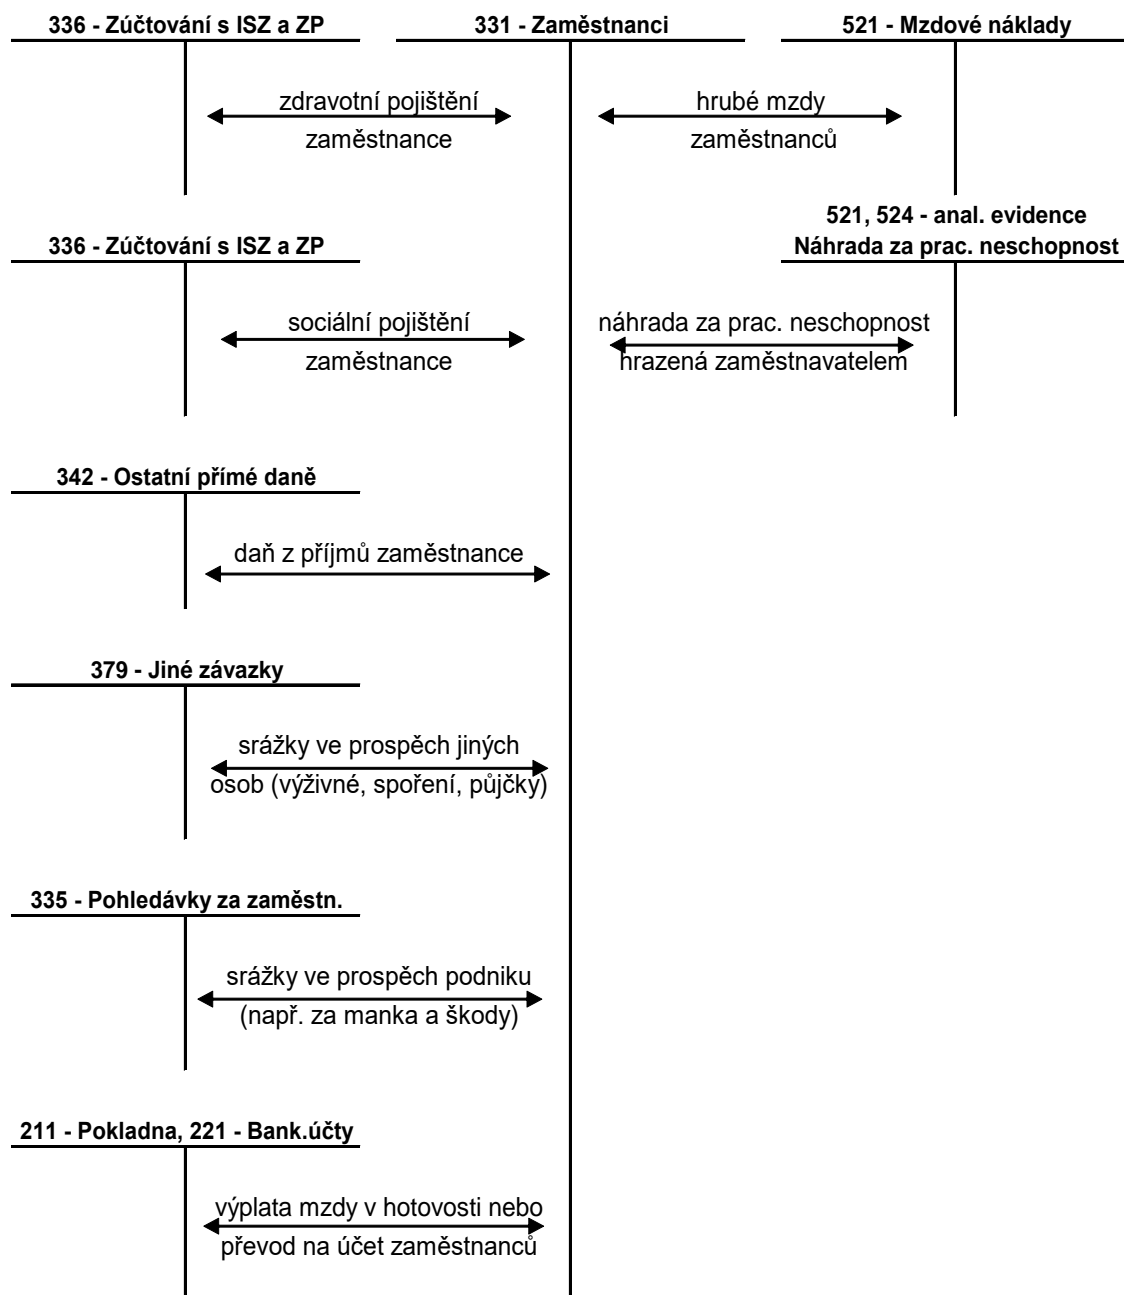 336 - Zúčtování s ISZ a ZP
331 - Zaměstnanci
521 - Mzdové náklady
zdravotní pojištění
zaměstnance
hrubé mzdy
zaměstnanců
521, 524 - anal. evidence
Náhrada za prac. neschopnost
336 - Zúčtování s ISZ a ZP
sociální pojištění
zaměstnance
náhrada za prac. neschopnost
hrazená zaměstnavatelem
342 - Ostatní přímé daně
daň z příjmů zaměstnance
379 - Jiné závazky
srážky ve prospěch jiných
osob (výživné, spoření, půjčky)
335 - Pohledávky za zaměstn.
srážky ve prospěch podniku
(např. za manka a škody)
211 - Pokladna, 221 - Bank.účty
výplata mzdy v hotovosti nebo
převod na účet zaměstnanců